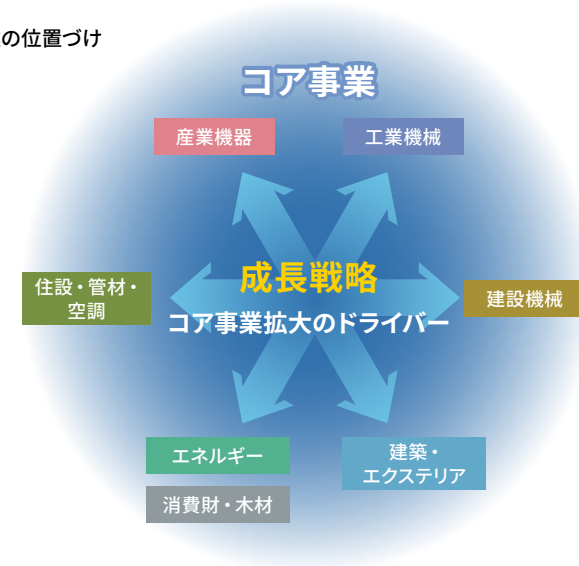 の位置づけ
コア事業
産業機器
工業機械
成長戦略
コア事業拡大のドライバー
住設・管材・
空調
建設機械
エネルギー
建築・
エクステリア
消費財・木材